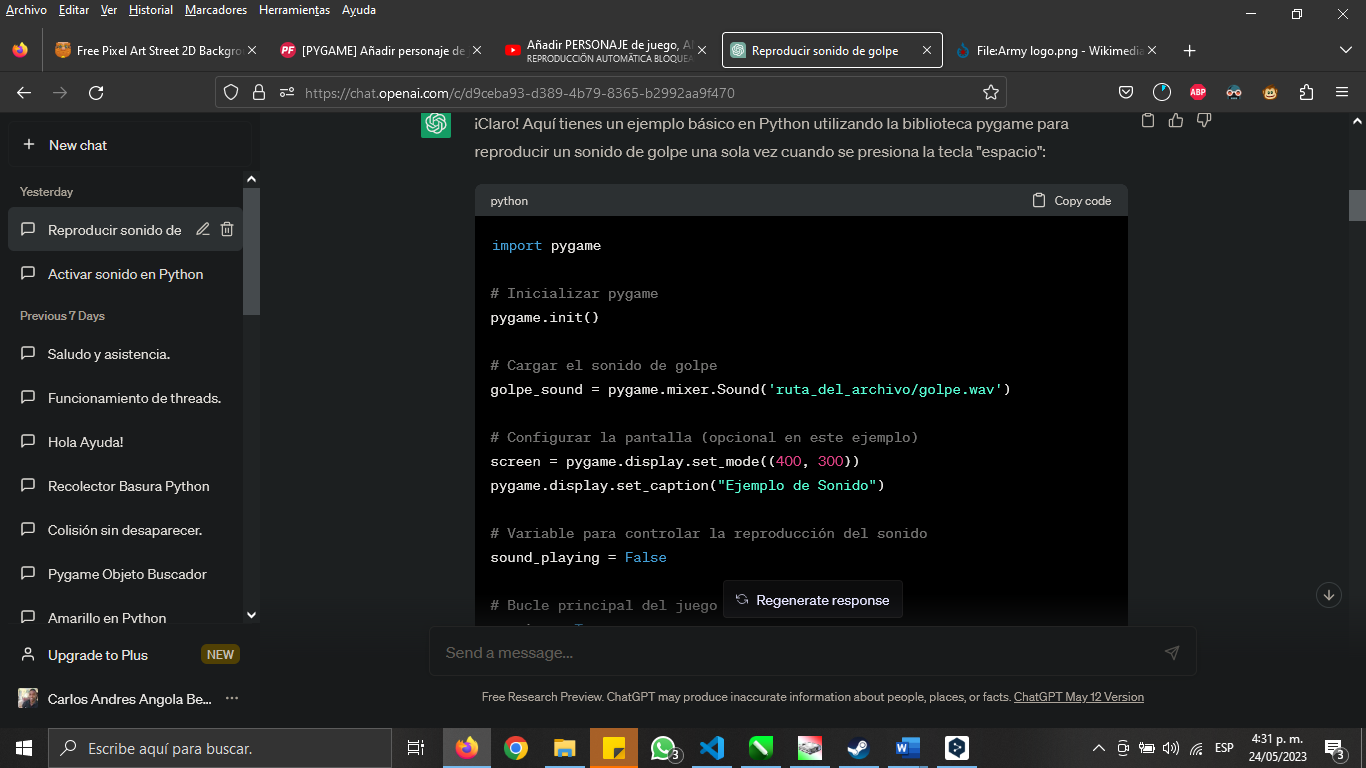 Archivo Editar Ver Historial Marcadores Herramientas Ayuda
Free Pixel Art Street 2D Backgro
[PYGAME] Añadir personaje de
Añadir PERSONAJE de juego, A
REPRODUCCIÓN AUTOMÁTICA BLOQUEA
Reproducir sonido de golpe
File:Army logo.png - Wikimedia
https://chat.openai.com/c/d9ceba93-d389-4b79-8365-b2992aa9f470
ABP
New chat
Yesterday
Reproducir sonido de
Activar sonido en Python
Previous 7 Days
Saludo y asistencia.
Funcionamiento de threads.
Hola Ayuda!
Recolector Basura Python
Colisión sin desaparecer.
Pygame Objeto Buscador
Amarillo en Python
Upgrade to Plus NEW
Carlos Andres Angola Be...
¡Claro! Aquí tienes un ejemplo básico en Python utilizando la biblioteca pygame para
reproducir un sonido de golpe una sola vez cuando se presiona la tecla "espacio":
python Copy code
import pygame
# Inicializar pygame
pygame.init()
# Cargar el sonido de golpe
golpe_sound = pygame.mixer.Sound('ruta_del_archivo/golpe.wav')
# Configurar la pantalla (opcional en este ejemplo)
screen = pygame.display.set_mode((400, 300))
pygame.display.set_caption("Ejemplo de Sonido")
# Variable para controlar la reproducción del sonido
sound_playing = False
# Bucle principal del juego
Regenerate response
Send a message...
Free Research Preview. ChatGPT may produce inaccurate information about people, places, or facts. ChatGPT May 12 Version
Escribe aquí para buscar.
3
ESP
4:31 p. m.
24/05/2023
3